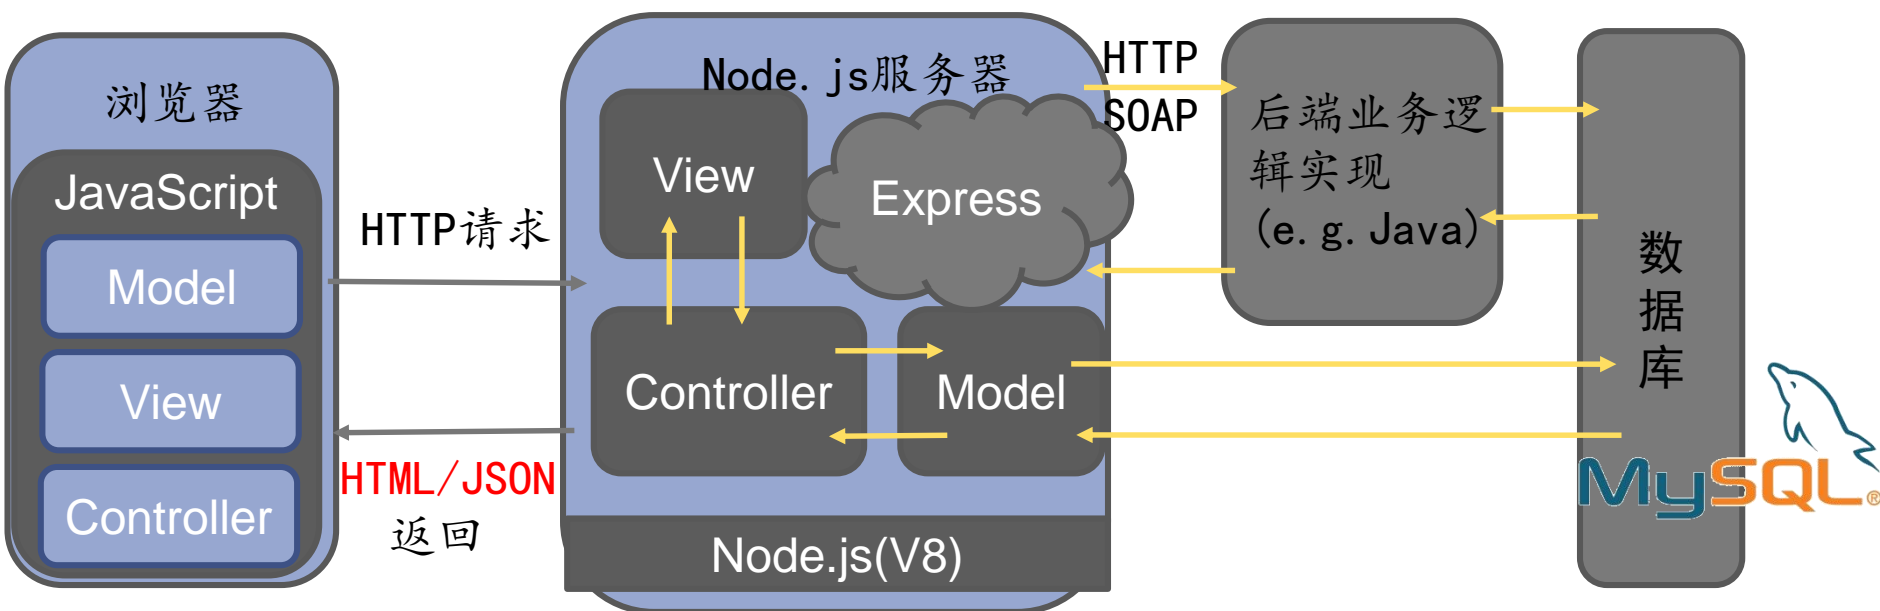 浏览器
JavaScript
Model
View
Controller
HTTP请求
HTML/JSON
返回
Node.js服务器
View
Express
Controller
Model
Node.js(V8)
HTTP
SOAP
后端业务逻
辑实现
(e.g.Java)
数
据
库
MySQL®